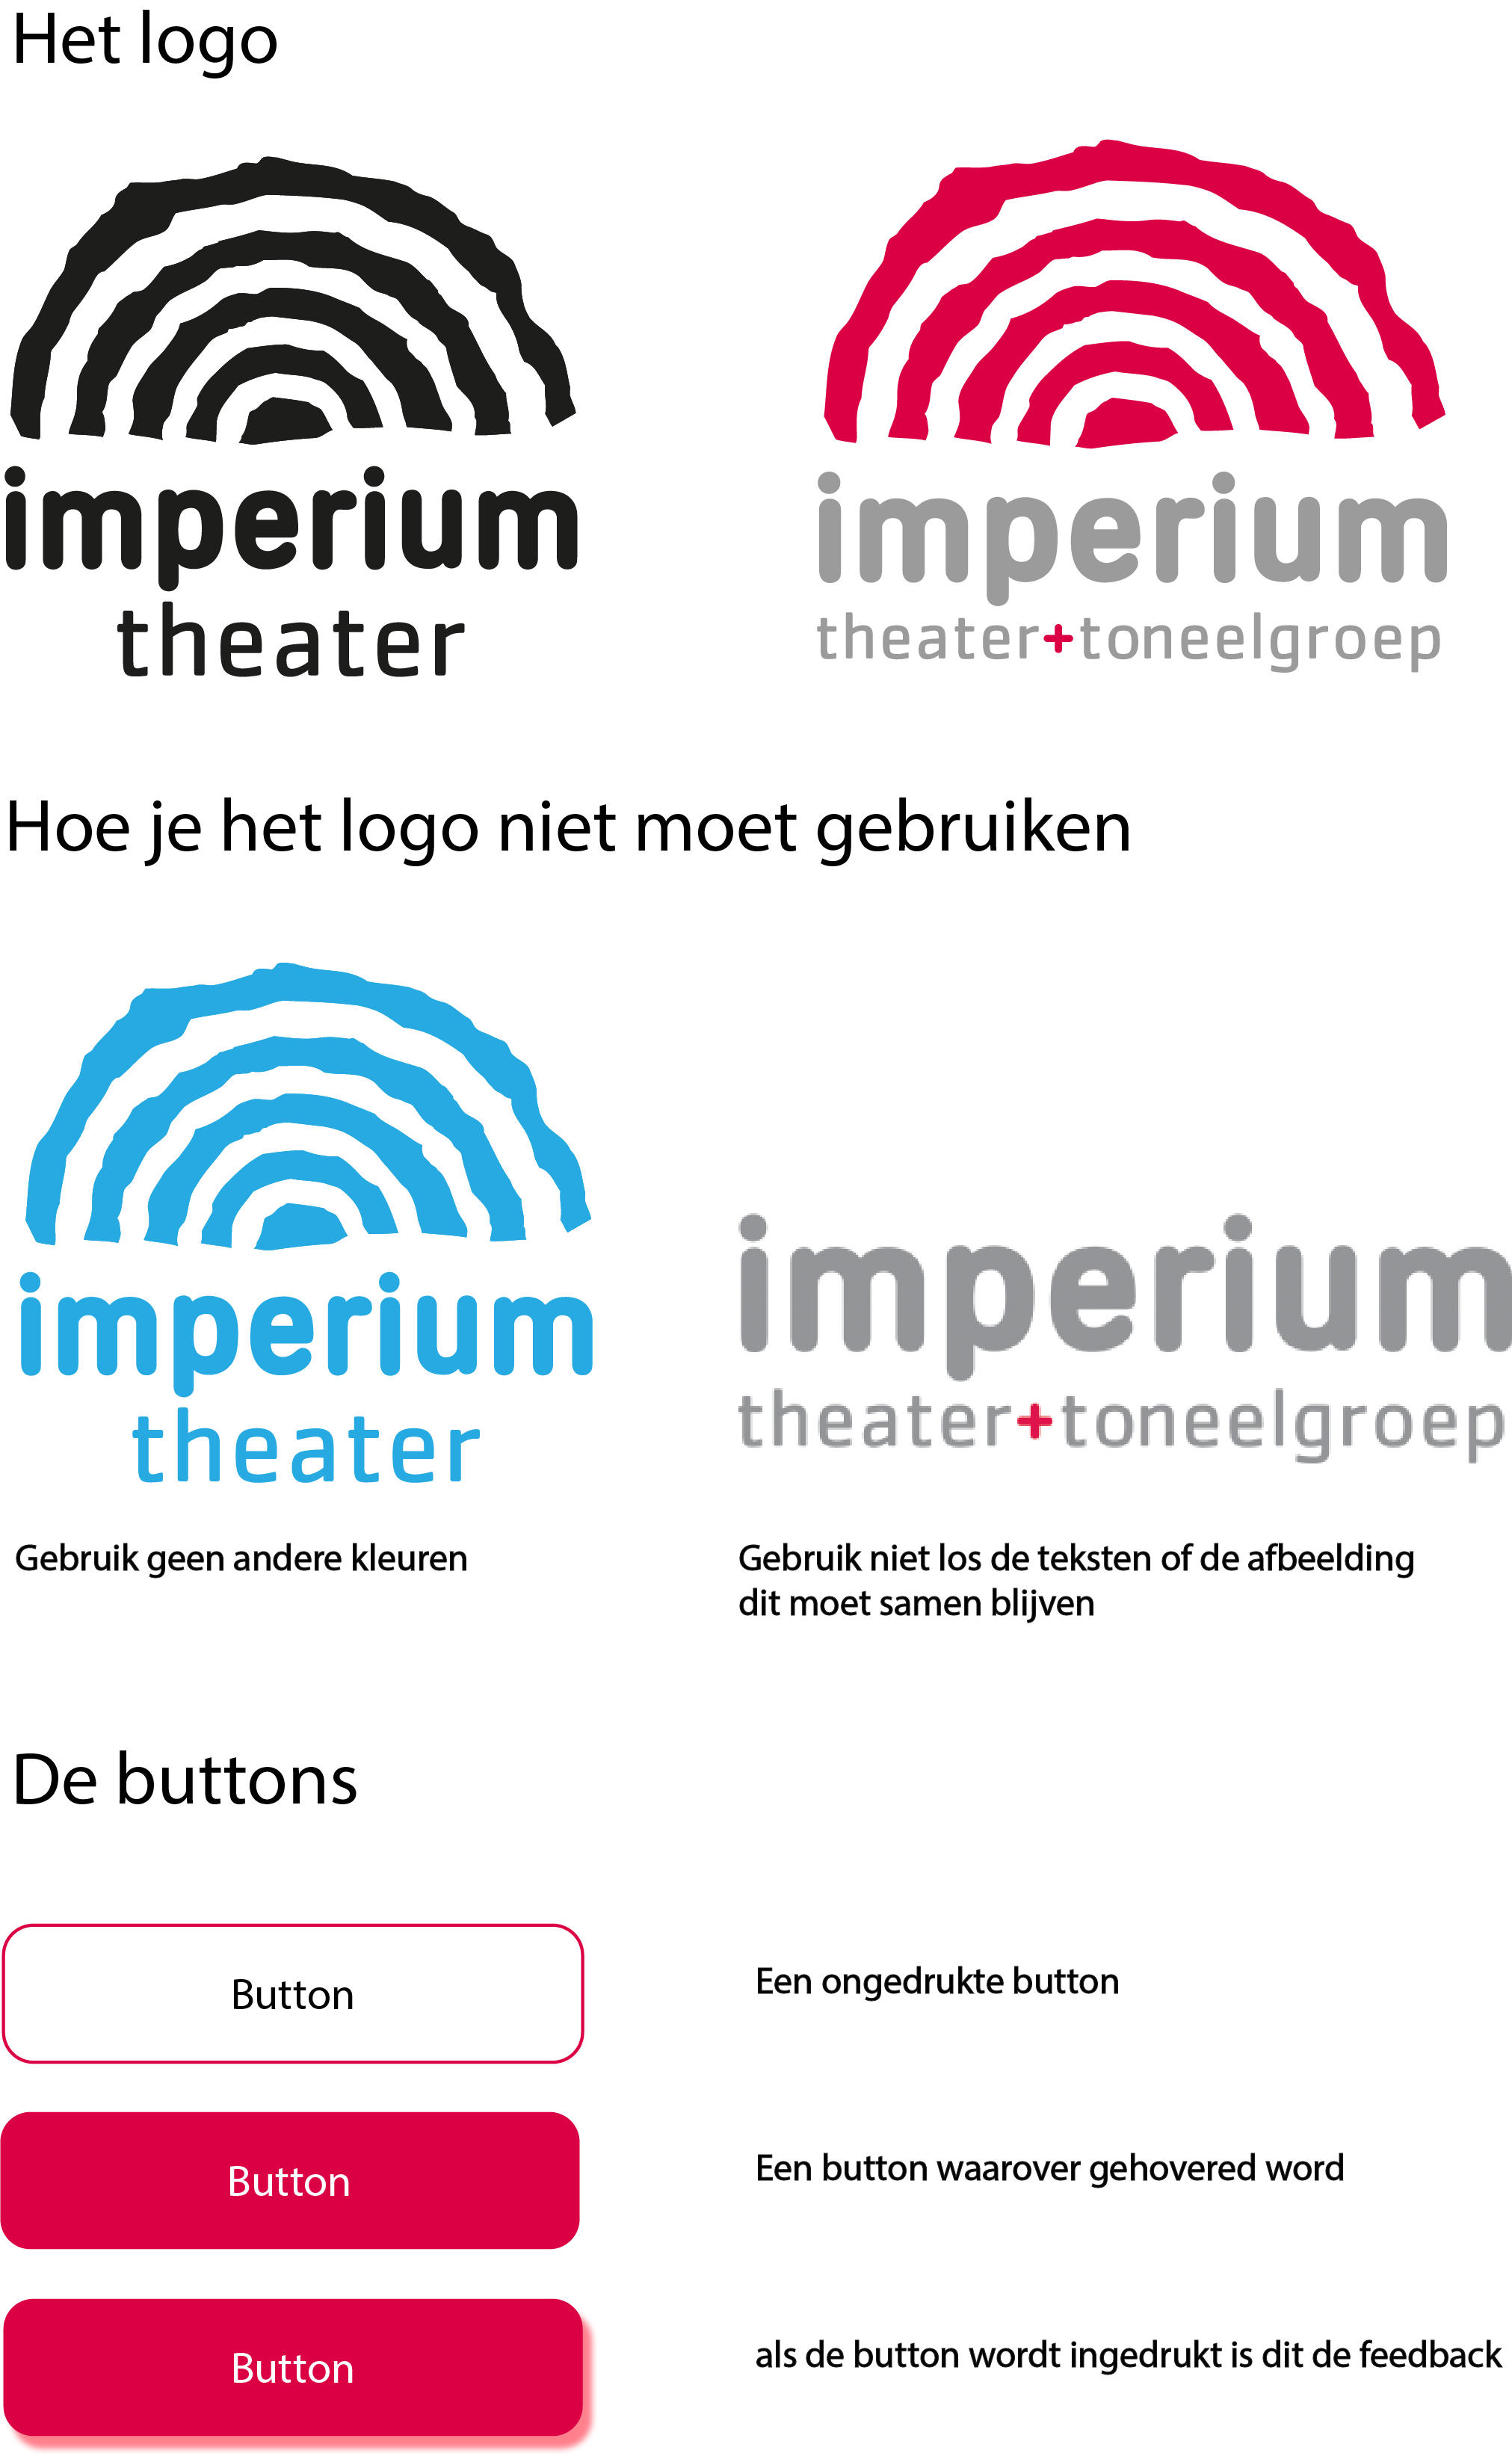 Het logo
imperium
theater
imperium
theater+toneelgroep
Hoe je het logo niet moet gebruiken
imperium
theater
imperium
theater+toneelgroep
Gebruik geen andere kleuren
Gebruik niet los de teksten of de afbeelding
dit moet samen blijven
De buttons
Button
Een ongedrukte button
Button
Een button waarover gehovered word
Button
als de button wordt ingedrukt is dit de feedback